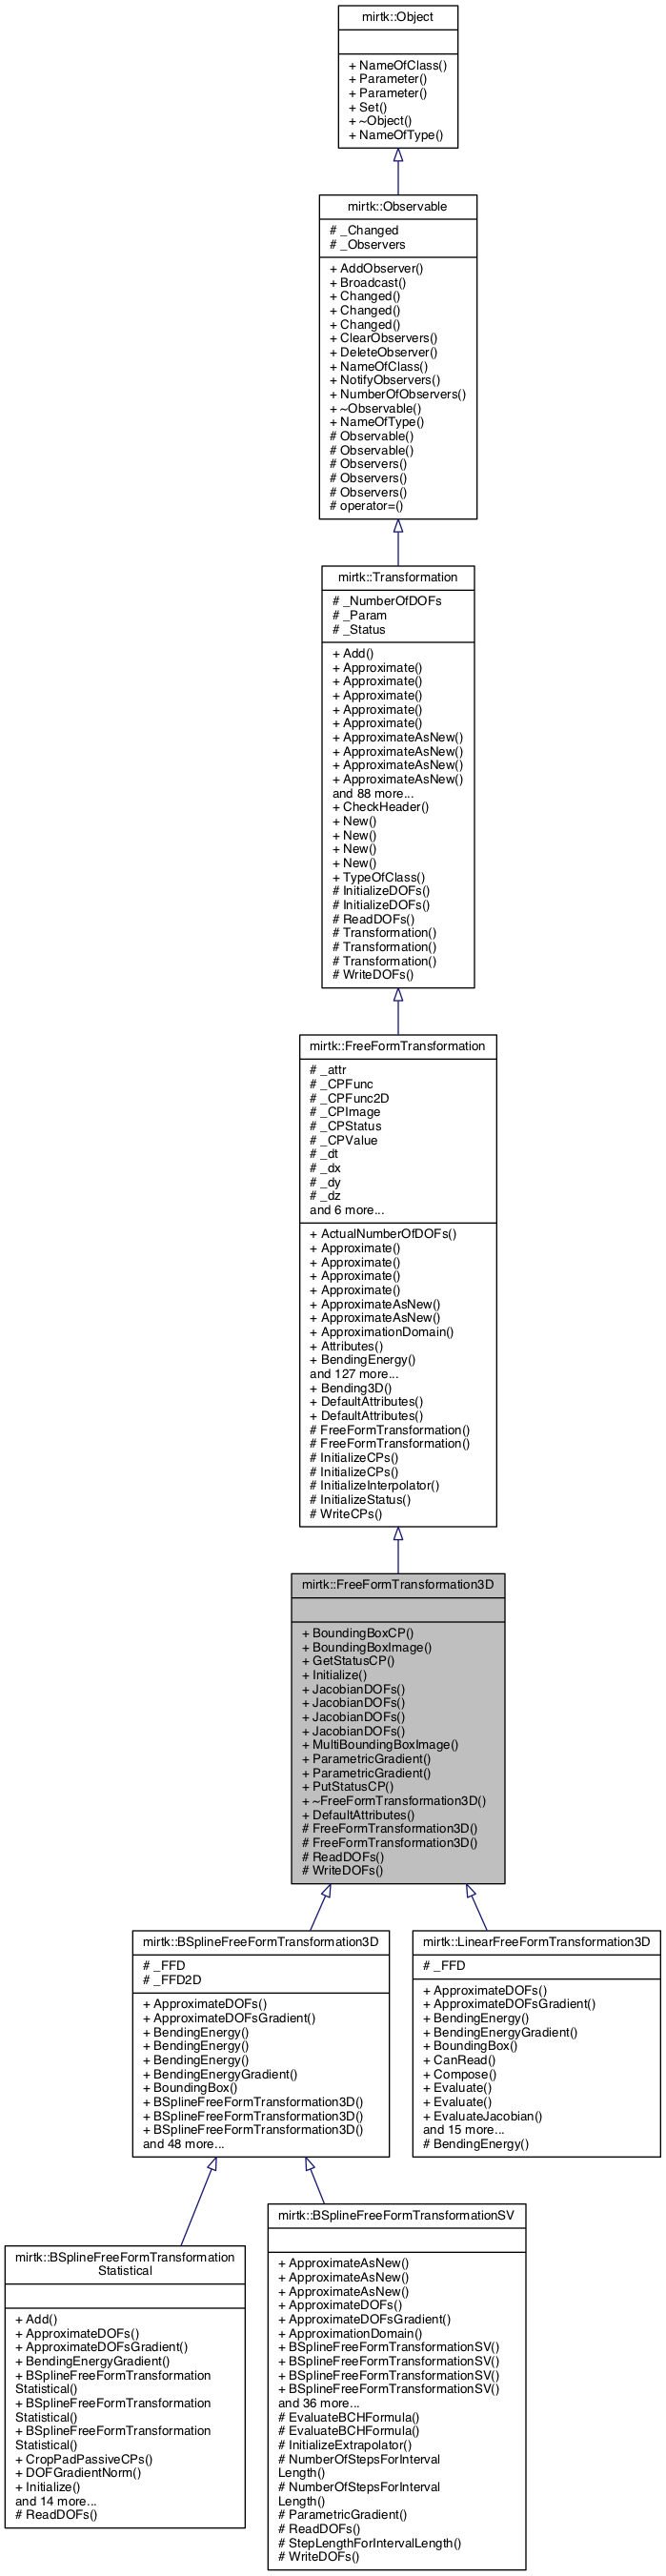 mirtk::Object
+ NameOfClass()
+ Parameter()
+ Parameter()
+ Set()
+ ~Object()
+ NameOfType()
mirtk::Observable
# _Changed
# _Observers
+ AddObserver()
+ Broadcast()
+ Changed()
+ Changed()
+ Changed()
+ ClearObservers()
+ DeleteObserver()
+ NameOfClass()
+ NotifyObservers()
+ NumberOfObservers()
+ ~Observable()
+ NameOfType()
# Observable()
# Observable()
# Observers()
# Observers()
# Observers()
# operator=()
mirtk::Transformation
# _NumberOfDOFs
# _Param
# _Status
+ Add()
+ Approximate()
+ Approximate()
+ Approximate()
+ Approximate()
+ Approximate()
+ ApproximateAsNew()
+ ApproximateAsNew()
+ ApproximateAsNew()
+ ApproximateAsNew()
and 88 more...
+ CheckHeader()
+ New()
+ New()
+ New()
+ New()
+ TypeOfClass()
# InitializeDOFs()
# InitializeDOFs()
# ReadDOFs()
# Transformation()
# Transformation()
# Transformation()
# WriteDOFs()
mirtk::FreeFormTransformation
# _attr
# _CPFunc
# _CPFunc2D
# _CPImage
# _CPStatus
# _CPValue
# _dt
# _dx
# _dy
# _dz
and 6 more...
+ ActualNumberOfDOFs()
+ Approximate()
+ Approximate()
+ Approximate()
+ Approximate()
+ ApproximateAsNew()
+ ApproximateAsNew()
+ ApproximationDomain()
+ Attributes()
+ BendingEnergy()
and 127 more...
+ Bending3D()
+ DefaultAttributes()
+ DefaultAttributes()
# FreeFormTransformation()
# FreeFormTransformation()
# InitializeCPs()
# InitializeCPs()
# InitializeInterpolator()
# InitializeStatus()
# WriteCPs()
mirtk::FreeFormTransformation3D
+ BoundingBoxCP()
+ BoundingBoxImage()
+ GetStatusCP()
+ Initialize()
+ JacobianDOFs()
+ JacobianDOFs()
+ JacobianDOFs()
+ JacobianDOFs()
+ MultiBoundingBoxImage()
+ ParametricGradient()
+ ParametricGradient()
+ PutStatusCP()
+ ~FreeFormTransformation3D()
+ DefaultAttributes()
# FreeFormTransformation3D()
# FreeFormTransformation3D()
# ReadDOFs()
# WriteDOFs()
mirtk::BSplineFreeFormTransformation3D
# _FFD
# _FFD2D
+ ApproximateDOFs()
+ ApproximateDOFsGradient()
+ BendingEnergy()
+ BendingEnergy()
+ BendingEnergy()
+ BendingEnergyGradient()
+ BoundingBox()
+ BSplineFreeFormTransformation3D()
+ BSplineFreeFormTransformation3D()
+ BSplineFreeFormTransformation3D()
and 48 more...
mirtk::LinearFreeFormTransformation3D
# _FFD
+ ApproximateDOFs()
+ ApproximateDOFsGradient()
+ BendingEnergy()
+ BendingEnergyGradient()
+ BoundingBox()
+ CanRead()
+ Compose()
+ Evaluate()
+ Evaluate()
+ EvaluateJacobian()
and 15 more...
# BendingEnergy()
mirtk::BSplineFreeFormTransformation
Statistical
+ Add()
+ ApproximateDOFs()
+ ApproximateDOFsGradient()
+ BendingEnergyGradient()
+ BSplineFreeFormTransformation
Statistical()
+ BSplineFreeFormTransformation
Statistical()
+ BSplineFreeFormTransformation
Statistical()
+ CropPadPassiveCPs()
+ DOFGradientNorm()
+ Initialize()
and 14 more...
# ReadDOFs()
mirtk::BSplineFreeFormTransformationSV
+ ApproximateAsNew()
+ ApproximateAsNew()
+ ApproximateAsNew()
+ ApproximateDOFs()
+ ApproximateDOFsGradient()
+ ApproximationDomain()
+ BSplineFreeFormTransformationSV()
+ BSplineFreeFormTransformationSV()
+ BSplineFreeFormTransformationSV()
+ BSplineFreeFormTransformationSV()
and 36 more...
# EvaluateBCHFormula()
# EvaluateBCHFormula()
# InitializeExtrapolator()
# NumberOfStepsForInterval
Length()
# NumberOfStepsForInterval
Length()
# ParametricGradient()
# ReadDOFs()
# StepLengthForIntervalLength()
# WriteDOFs()